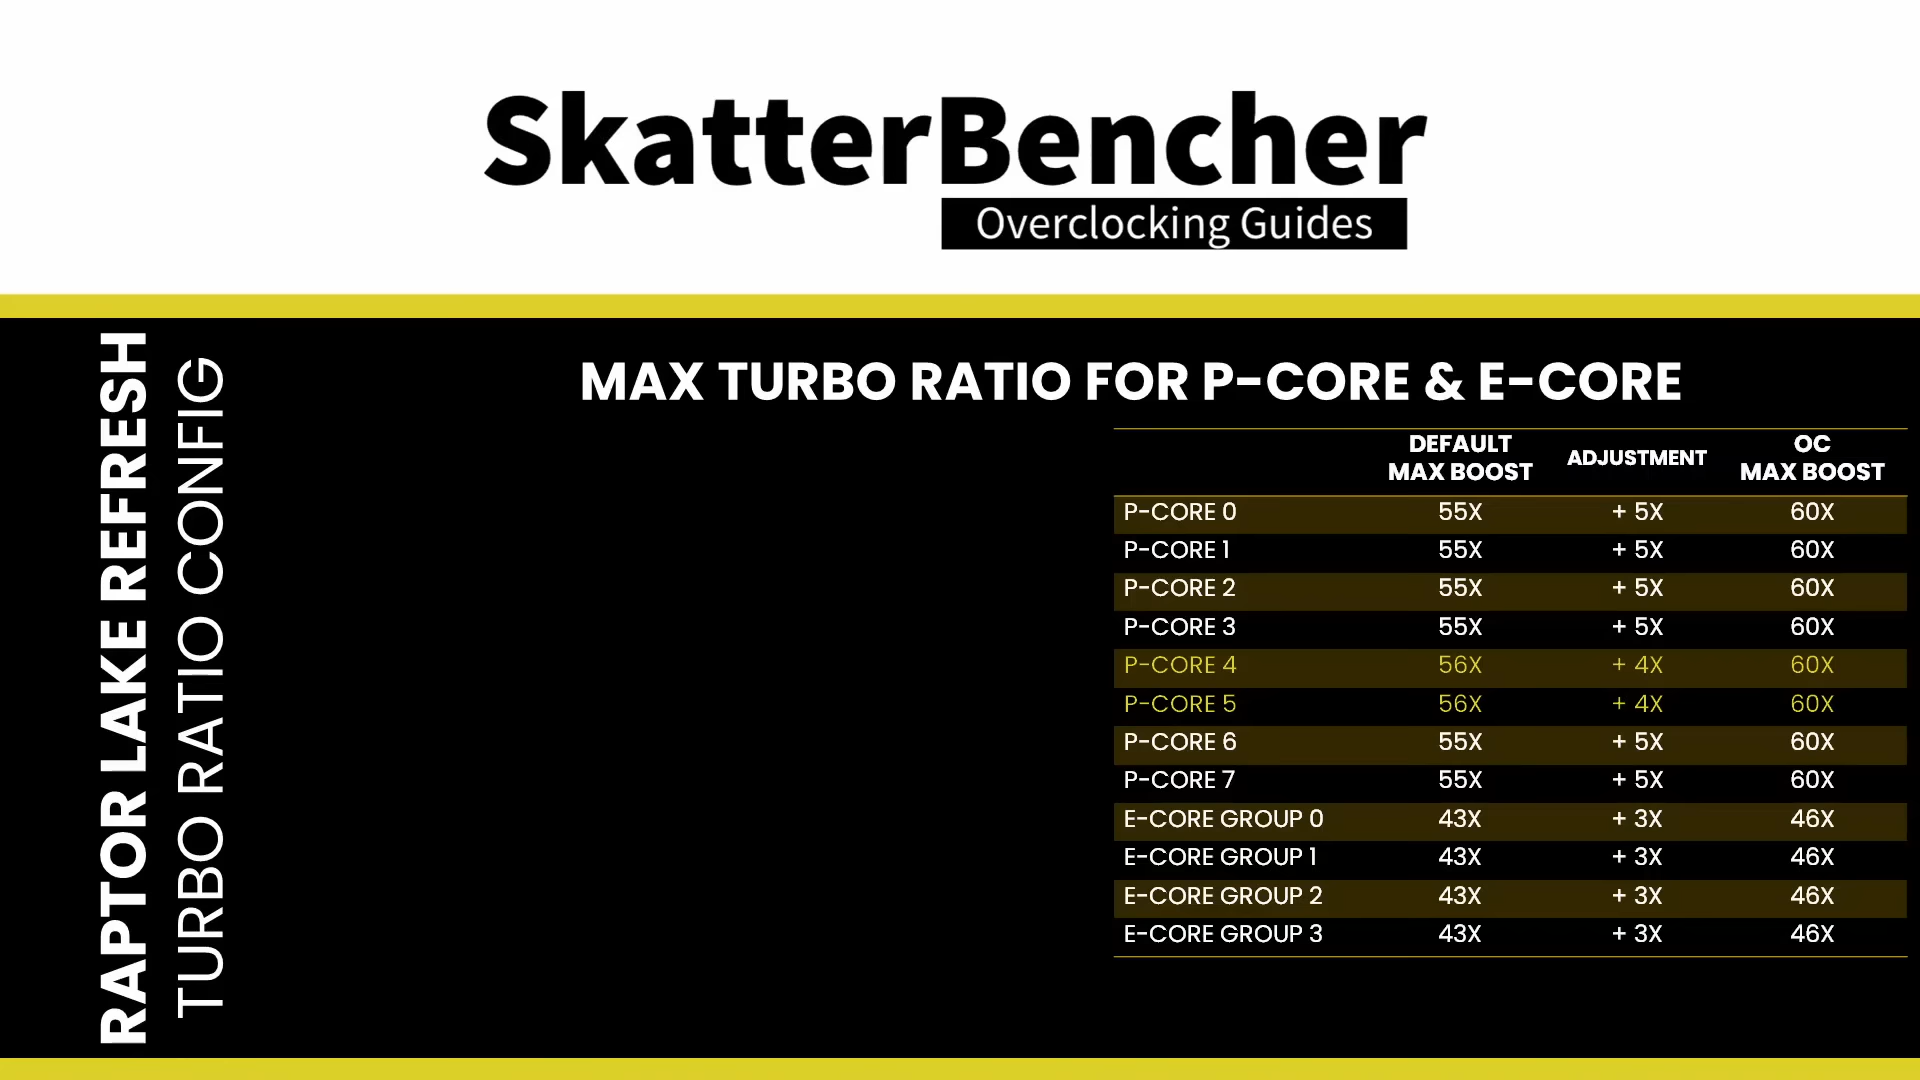 SkatterBencher
Overclocking Guides
RAPTOR LAKE REFRESH
TURBO RATIO CONFIG
MAX TURBO RATIO FOR P-CORE & E-CORE
DEFAULT MAX BOOST ADJUSTMENT OC MAX BOOST
P-CORE 0 55X + 5X 60X
P-CORE 1 55X + 5X 60X
P-CORE 2 55X + 5X 60X
P-CORE 3 55X + 5X 60X
P-CORE 4 56X + 4X 60X
P-CORE 5 56X + 4X 60X
P-CORE 6 55X + 5X 60X
P-CORE 7 55X + 5X 60X
E-CORE GROUP 0 43X + 3X 46X
E-CORE GROUP 1 43X + 3X 46X
E-CORE GROUP 2 43X + 3X 46X
E-CORE GROUP 3 43X + 3X 46X